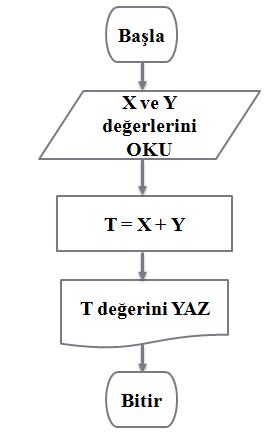 Başla
X ve Y
değerlerini
OKU
T = X + Y
T değerini YAZ
Bitir